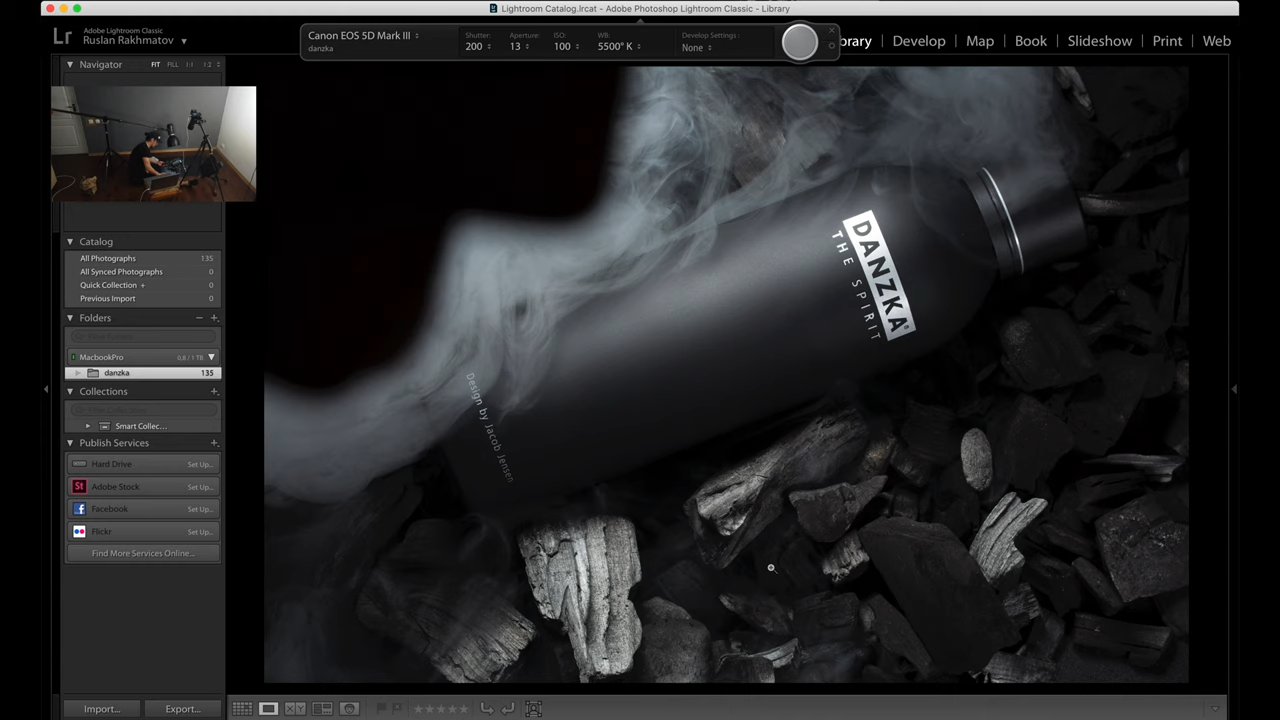 Lightroom Catalog.lrcat - Adobe Photoshop Lightroom Classic - Library
Lr
Adobe Lightroom Classic
Ruslan Rakhmatov
Canon EOS 5D Mark III
danzka
Shutter:
200
Aperture:
13
ISO:
100
WB:
5500° K
Develop Settings :
None
Develop
Map
Book
Slideshow
Print
Web
Navigator
FIT
FILL
1:1
1:2
Catalog
All Photographs 135
All Synced Photographs 0
Quick Collection + 0
Previous Import 0
Folders
MacbookPro 0,8 / 1 TB
danzka 135
Collections
Smart Collec...
Publish Services
Hard Drive Set Up...
St Adobe Stock Set Up...
Facebook Set Up...
Flickr Set Up...
Find More Services Online...
Import...
Export...
DANZKA®
THE SPIRIT
Design by Jacob Jensen